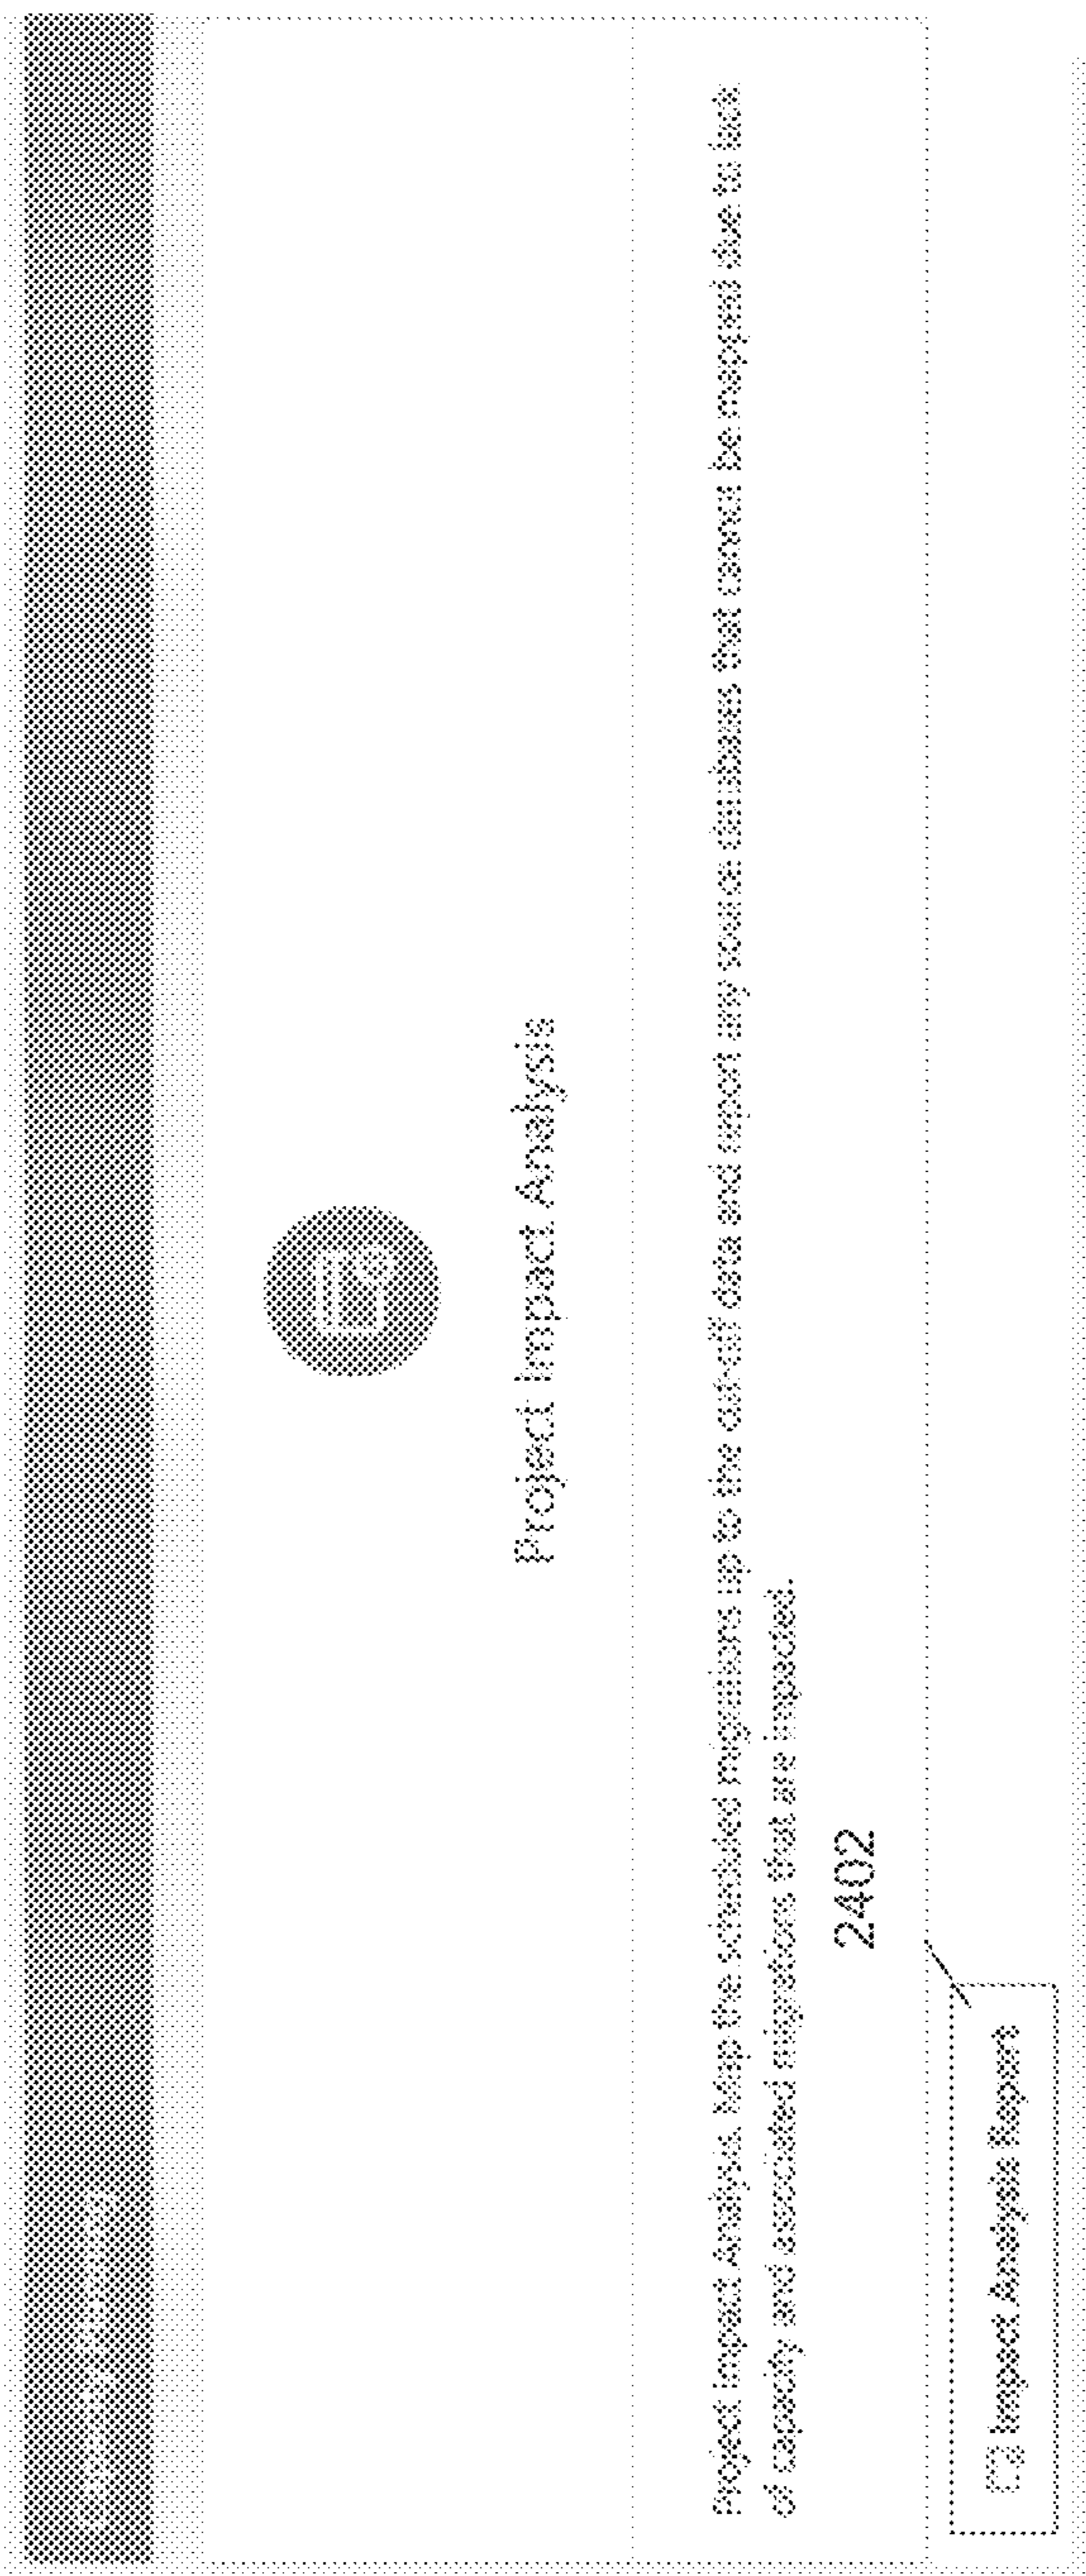 Project Impact Analysis
Project Impact Analysis: Map the scheduled migrations up to the cut-off data and report any source databases that cannot be mapped due to lack
of capacity and associated migrations that are impacted.
2402
Impact Analysis Report